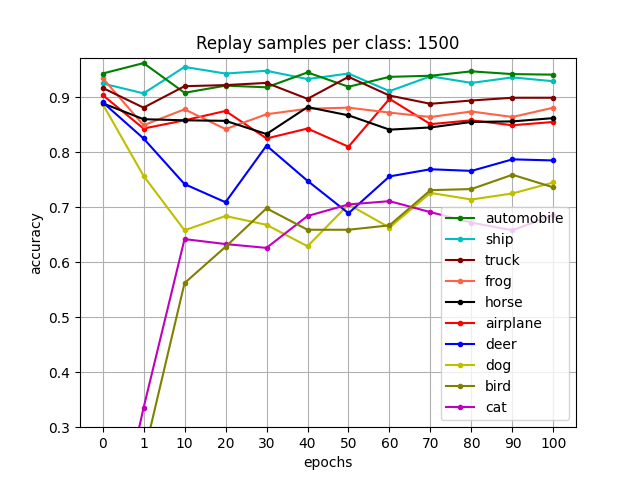 Replay samples per class: 1500
accuracy
0.9
0.8
0.7
0.6
0.5
0.4
0.3
automobile
ship
truck
frog
horse
airplane
deer
dog
bird
cat
0 1 10 20 30 40 50 60 70 80 90 100
epochs